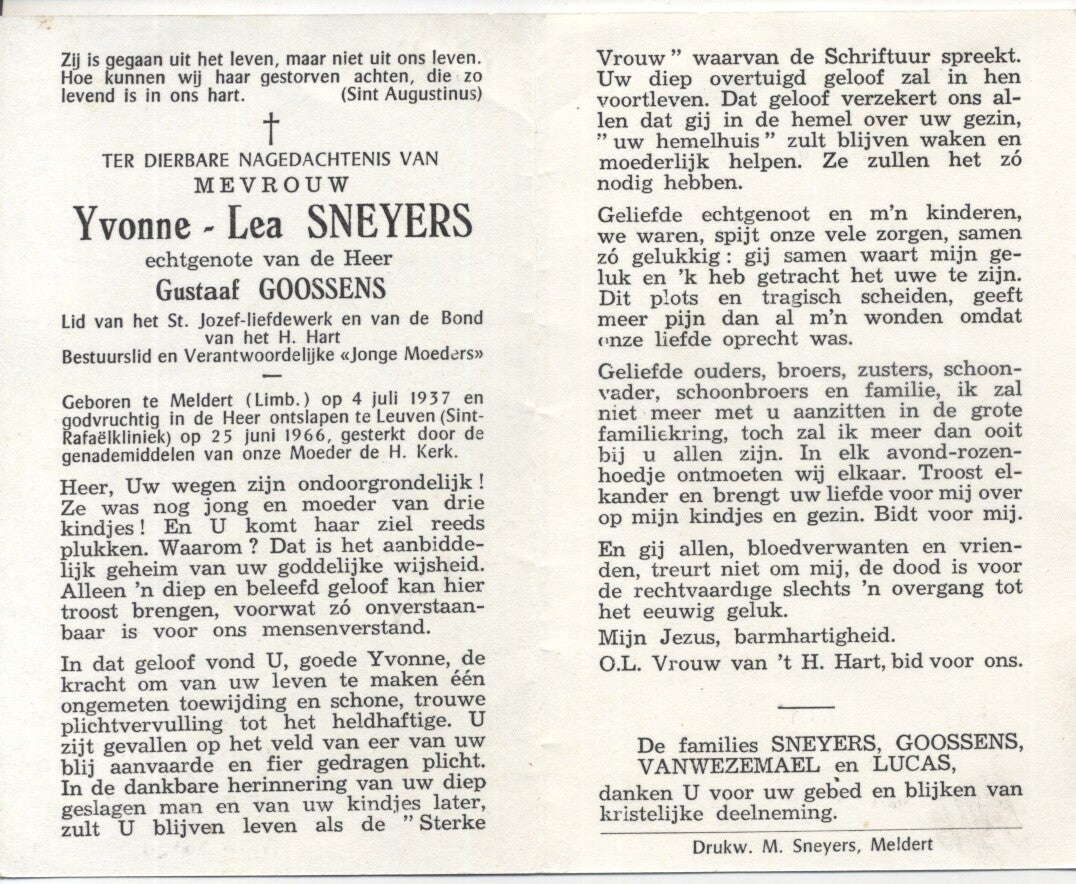 Zij is gegaan uit het leven, maar niet uit ons leven.
Hoe kunnen wij haar gestorven achten, die zo
levend is in ons hart. (Sint Augustinus)
TER DIERBARE NAGEDACHTENIS VAN
MEVROUW
Yvonne - Lea SNEYERS
echtgenote van de Heer
Gustaaf GOOSSENS
Lid van het St. Jozef-liefdewerk en van de Bond
van het H. Hart
Bestuurslid en Verantwoordelijke «Jonge Moeders»
Geboren te Meldert (Limb.) op 4 juli 1937 en
godvruchtig in de Heer ontslapen te Leuven (Sint-
Rafaëlkliniek) op 25 juni 1966, gesterkt door de
genademiddelen van onze Moeder de H. Kerk.
Heer, Uw wegen zijn ondoorgrondelijk !
Ze was nog jong en moeder van drie
kindjes ! En U komt haar ziel reeds
plukken. Waarom ? Dat is het aanbidde-
lijk geheim van uw goddelijke wijsheid.
Alleen 'n diep en beleefd geloof kan hier
troost brengen, voorwat zó onverstaan-
baar is voor ons mensenverstand.
In dat geloof vond U, goede Yvonne, de
kracht om van uw leven te maken één
ongemeten toewijding en schone, trouwe
plichtvervulling tot het heldhaftige. U
zijt gevallen op het veld van eer van uw
blij aanvaarde en fier gedragen plicht.
In de dankbare herinnering van uw diep
geslagen man en van uw kindjes later,
zult U blijven leven als de "Sterke
Vrouw" waarvan de Schriftuur spreekt.
Uw diep overtuigd geloof zal in hen
voortleven. Dat geloof verzekert ons al-
len dat gij in de hemel over uw gezin,
"uw hemelhuis" zult blijven waken en
moederlijk helpen. Ze zullen het zó
nodig hebben.
Geliefde echtgenoot en m'n kinderen,
we waren, spijt onze vele zorgen, samen
zó gelukkig : gij samen waart mijn ge-
luk en 'k heb getracht het uwe te zijn.
Dit plots en tragisch scheiden, geeft
meer pijn dan al m'n wonden omdat
onze liefde oprecht was.
Geliefde ouders, broers, zusters, schoon-
vader, schoonbroers en familie, ik zal
niet meer met u aanzitten in de grote
familiekring, toch zal ik meer dan ooit
bij u allen zijn. In elk avond-rozen-
hoedje ontmoeten wij elkaar. Troost el-
kander en brengt uw liefde voor mij over
op mijn kindjes en gezin. Bidt voor mij.
En gij allen, bloedverwanten en vrien-
den, treurt niet om mij, de dood is voor
de rechtvaardige slechts 'n overgang tot
het eeuwig geluk.
Mijn Jezus, barmhartigheid.
O.L. Vrouw van 't H. Hart, bid voor ons.
De families SNEYERS, GOOSSENS,
VANWEZEMAEL en LUCAS,
danken U voor uw gebed en blijken van
kristelijke deelneming.
Drukw. M. Sneyers, Meldert